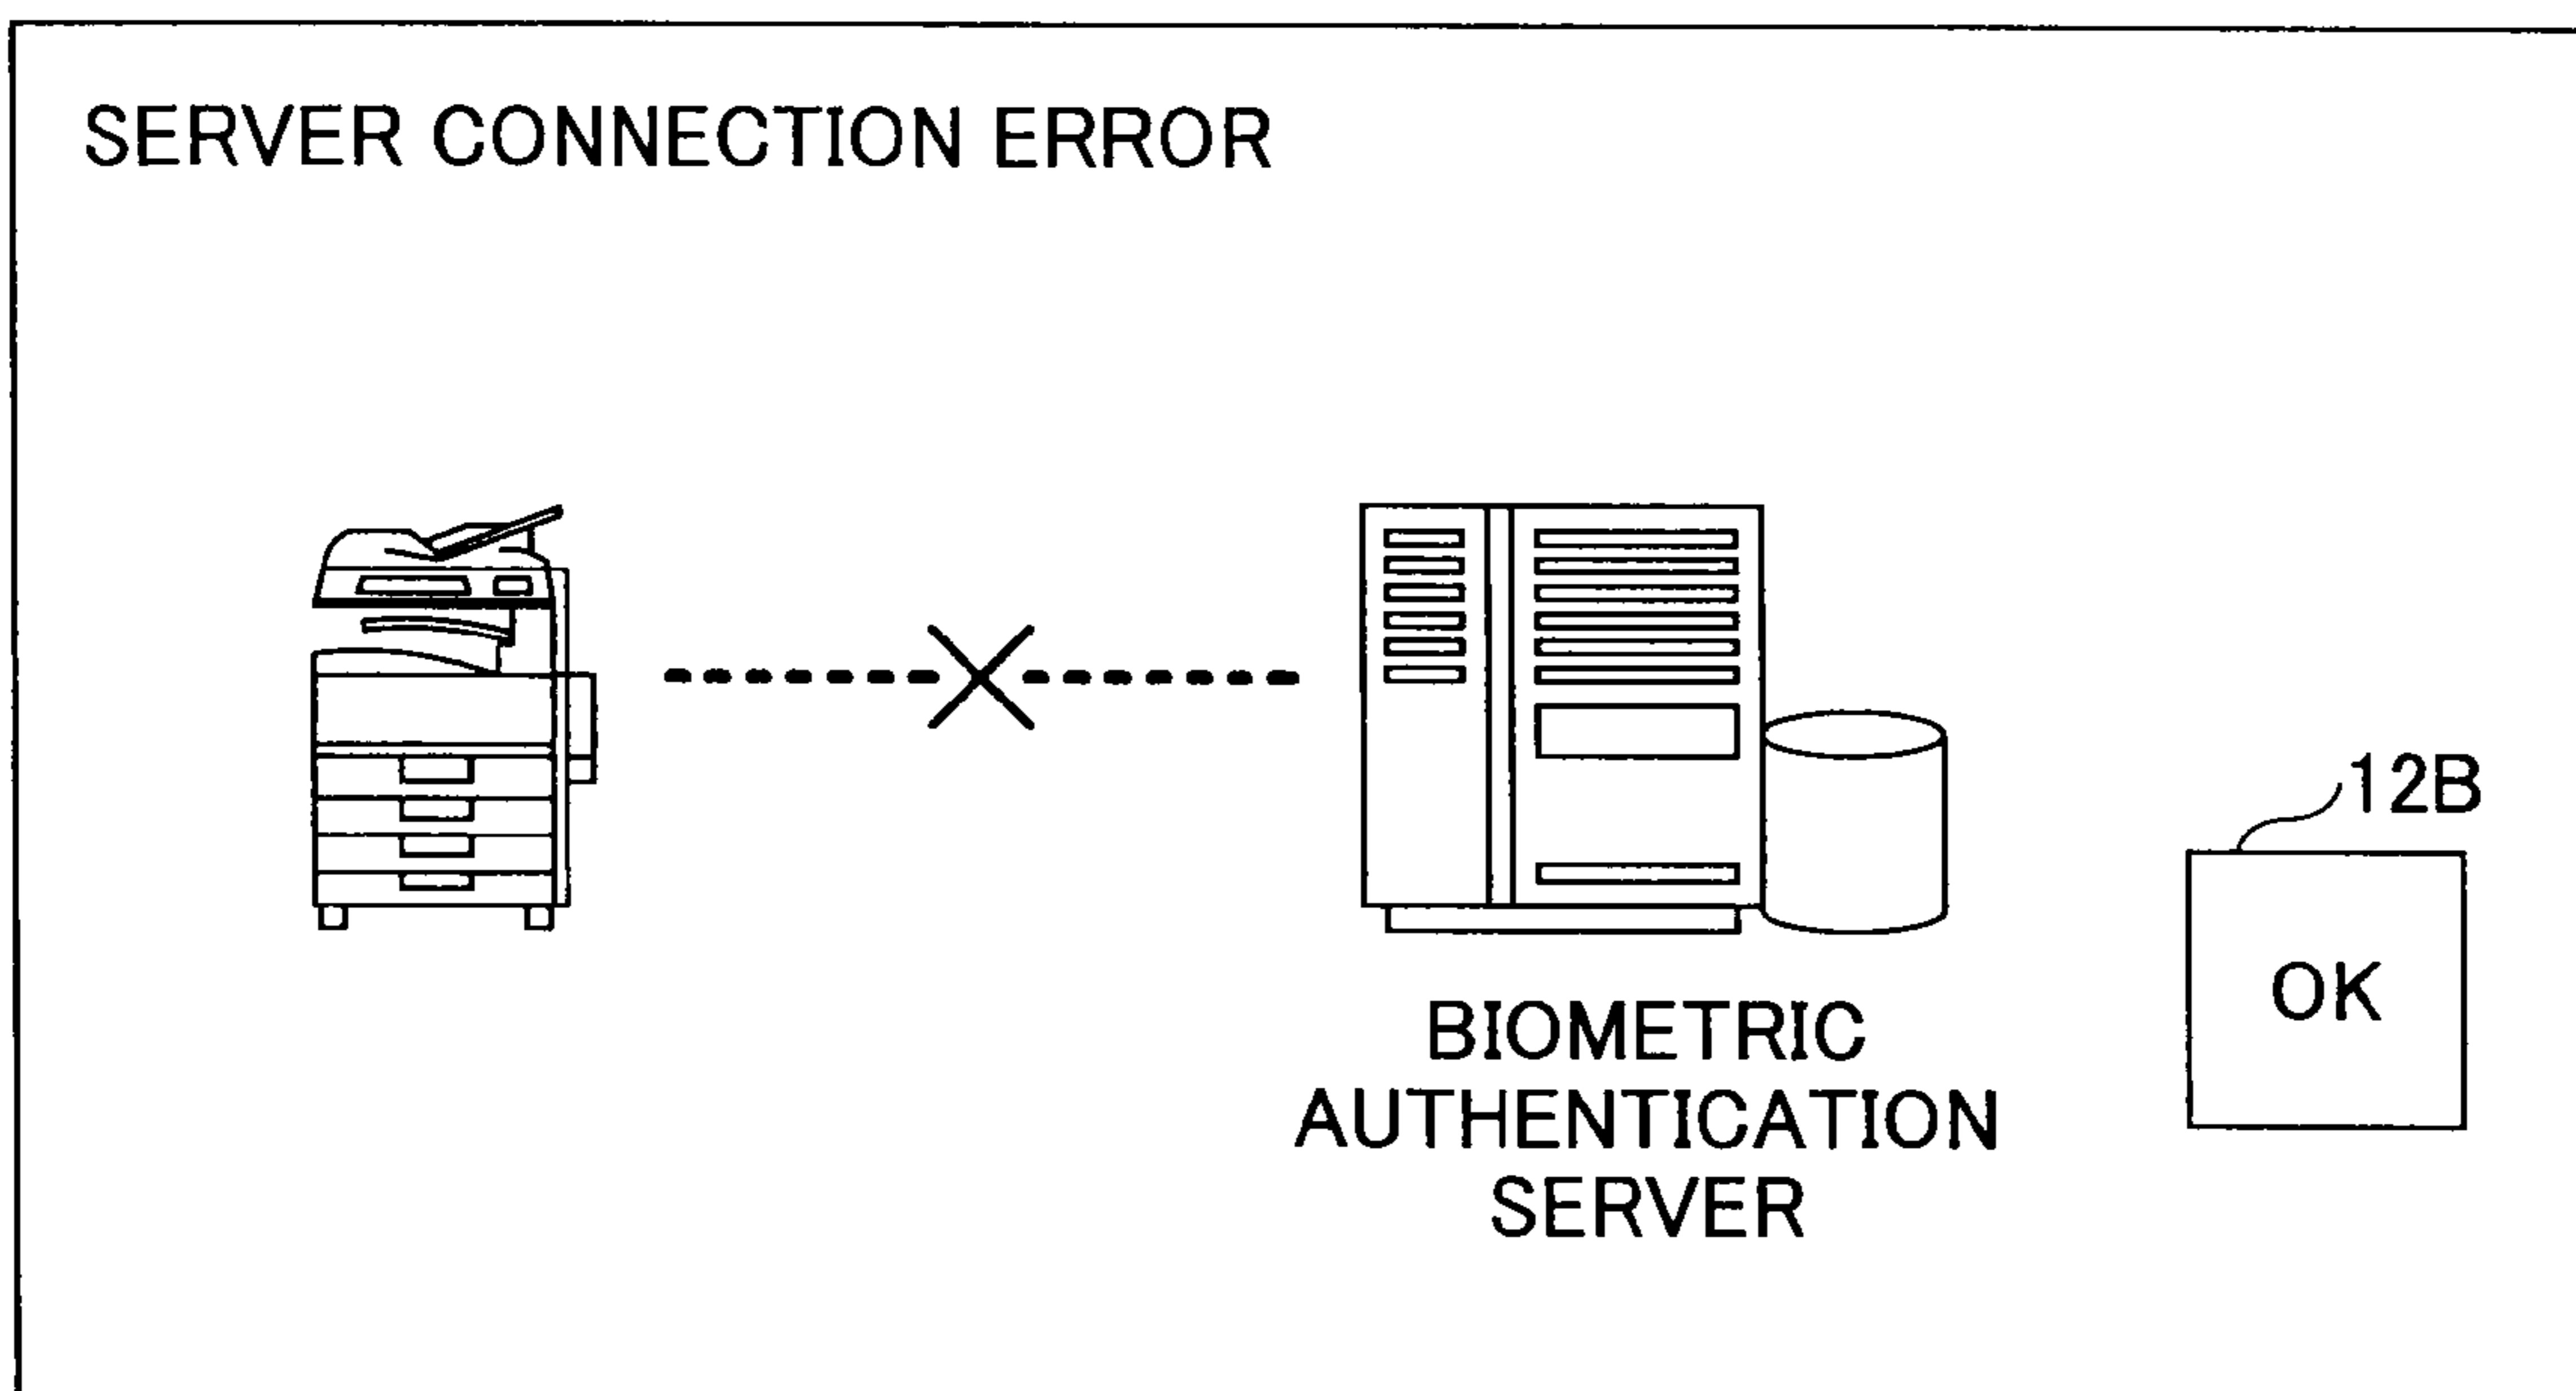 SERVER CONNECTION ERROR
12B
OK
BIOMETRIC
AUTHENTICATION
SERVER